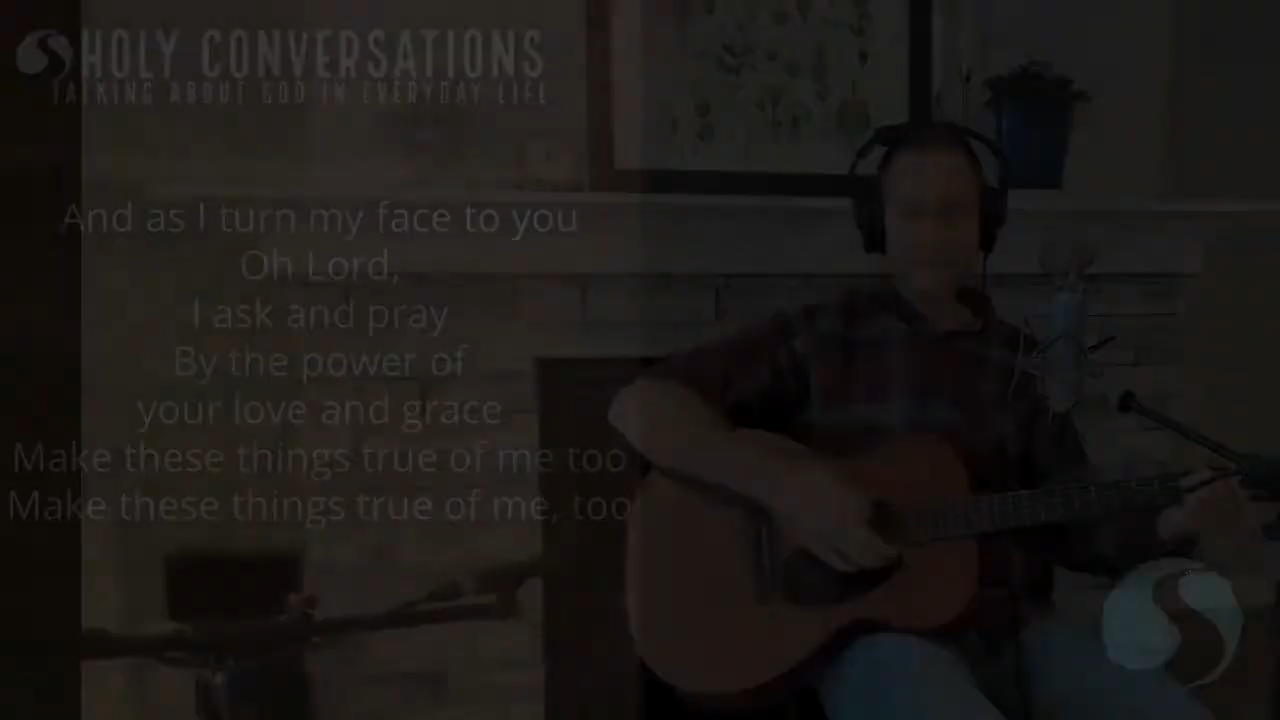 HOLY CONVERSATIONS
TALKING ABOUT GOD IN EVERYDAY LIFE
And as I turn my face to you
Oh Lord,
I ask and pray
By the power of
your love and grace
Make these things true of me too
Make these things true of me, too